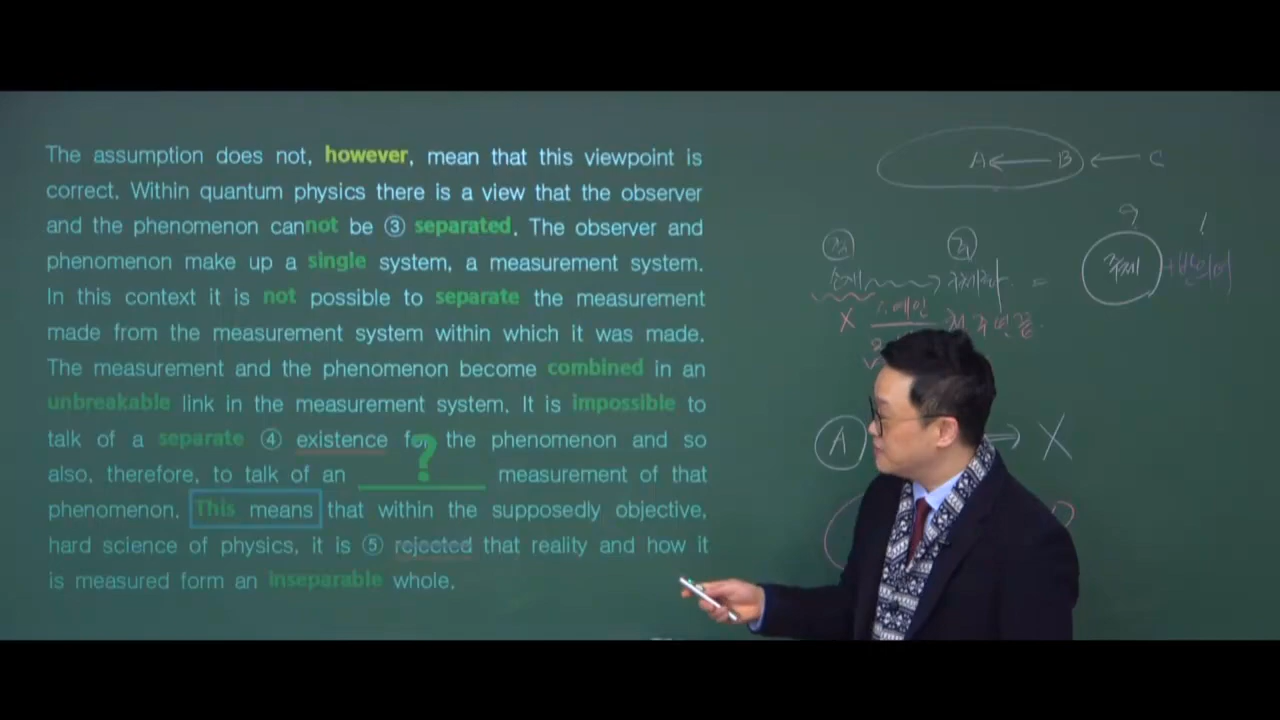 The assumption does not, however, mean that this viewpoint is
correct. Within quantum physics there is a view that the observer
and the phenomenon cannot be ③ separated. The observer and
phenomenon make up a single system, a measurement system.
In this context it is not possible to separate the measurement
made from the measurement system within which it was made.
The measurement and the phenomenon become combined in an
unbreakable link in the measurement system. It is impossible to
talk of a separate ④ existence for the phenomenon and so
also, therefore, to talk of an ? measurement of that
phenomenon. This means that within the supposedly objective,
hard science of physics, it is ⑤ rejected that reality and how it
is measured form an inseparable whole.
A ← B ← C
?
!
주제
A ⇒ X